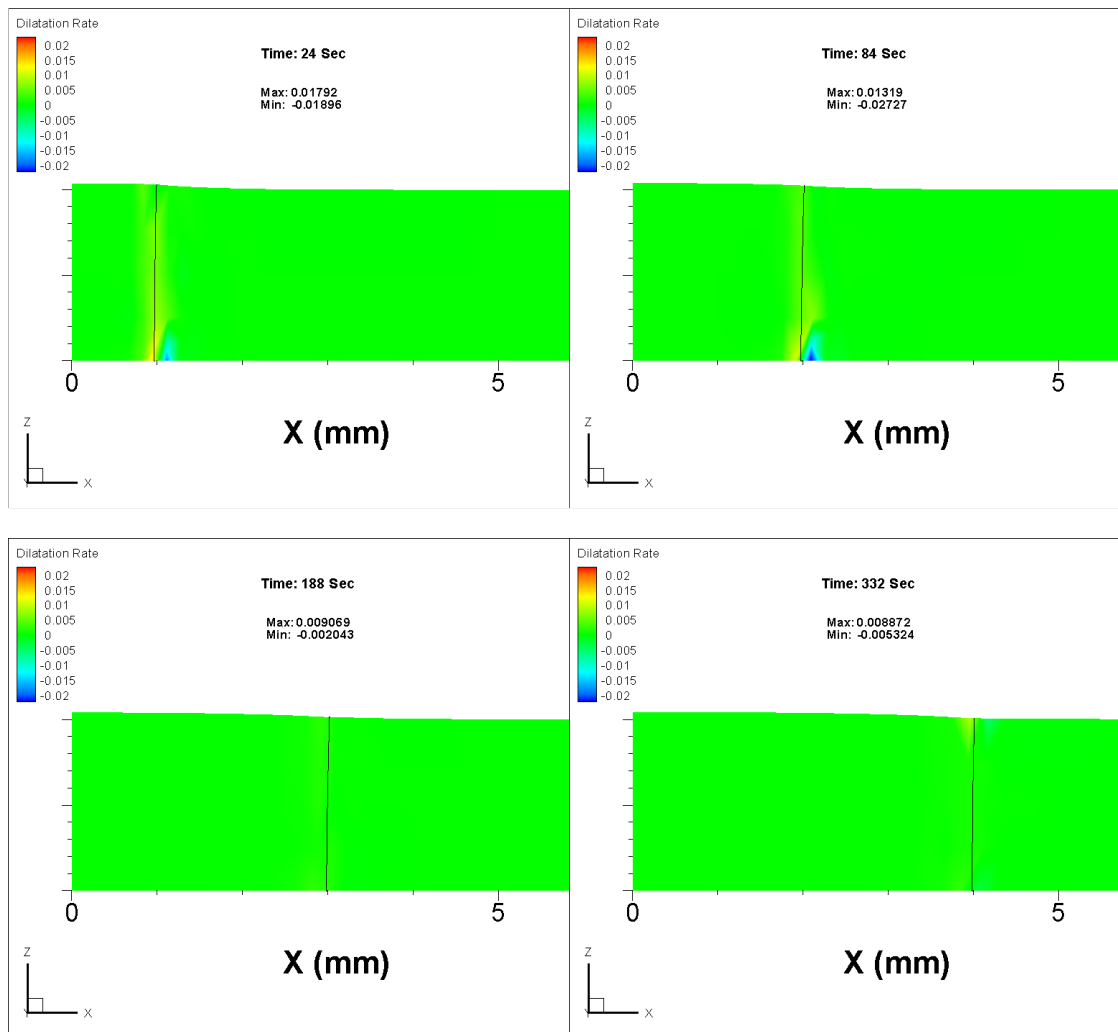 Dilatation Rate
0.02
0.015
0.01
0.005
0
-0.005
-0.01
-0.015
-0.02
Time: 24 Sec
Max: 0.01792
Min: -0.01896
0 5
X (mm)
Z
Y X
Dilatation Rate
0.02
0.015
0.01
0.005
0
-0.005
-0.01
-0.015
-0.02
Time: 84 Sec
Max: 0.01319
Min: -0.02727
0 5
X (mm)
Z
Y X
Dilatation Rate
0.02
0.015
0.01
0.005
0
-0.005
-0.01
-0.015
-0.02
Time: 188 Sec
Max: 0.009069
Min: -0.002043
0 5
X (mm)
Z
Y X
Dilatation Rate
0.02
0.015
0.01
0.005
0
-0.005
-0.01
-0.015
-0.02
Time: 332 Sec
Max: 0.008872
Min: -0.005324
0 5
X (mm)
Z
Y X